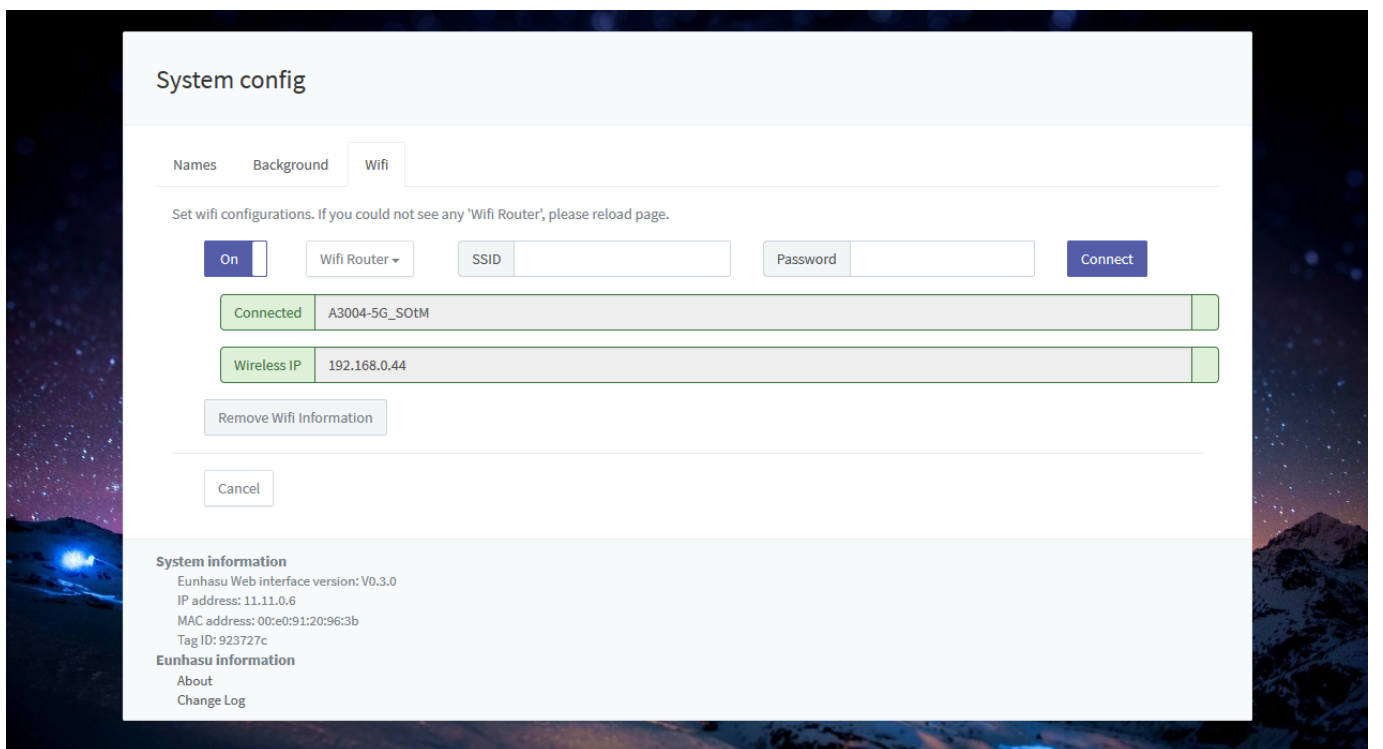 System config
Names Background Wifi
Set wifi configurations. If you could not see any 'Wifi Router', please reload page.
On Wifi Router SSID Password Connect
Connected A3004-5G_SOtM
Wireless IP 192.168.0.44
Remove Wifi Information
Cancel
System information
Eunhasu Web interface version: V0.3.0
IP address: 11.11.0.6
MAC address: 00:e0:91:20:96:3b
Tag ID: 923727c
Eunhasu information
About
Change Log